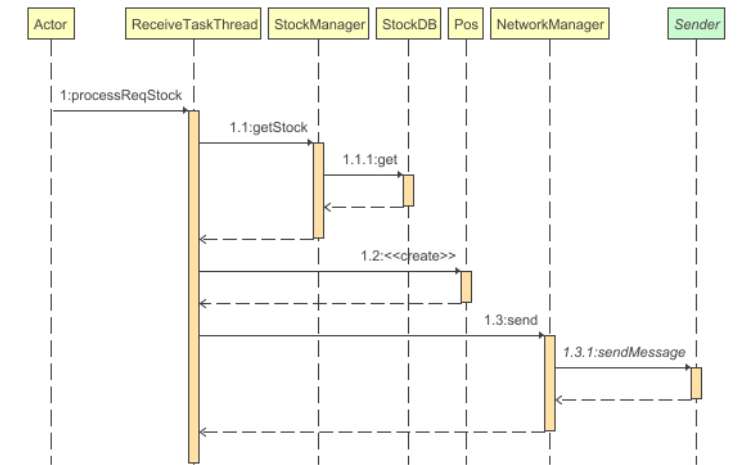 Actor
ReceiveTaskThread
StockManager
StockDB
Pos
NetworkManager
Sender
1:processReqStock
1.1:getStock
1.1.1:get
1.2:<<create>>
1.3:send
1.3.1:sendMessage